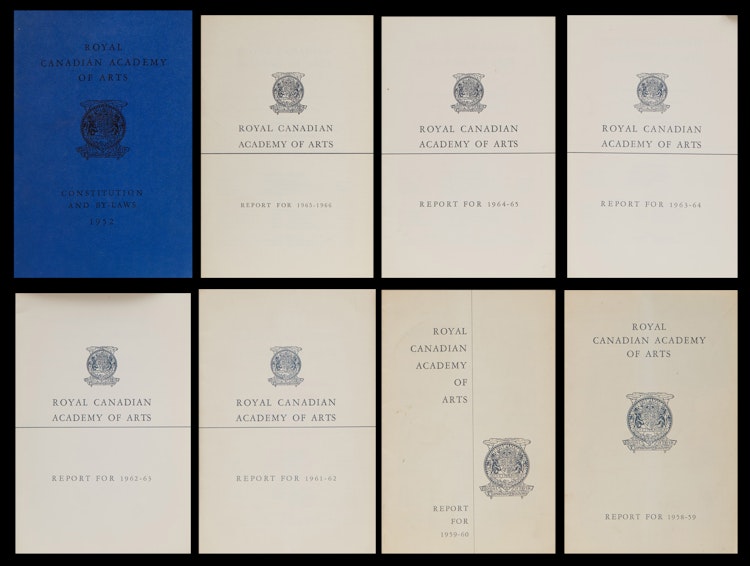 ROYAL
CANADIAN ACADEMY
OF ARTS
CONSTITUTION
AND BY-LAWS
1952
ROYAL CANADIAN
ACADEMY OF ARTS
REPORT FOR 1965-1966
ROYAL CANADIAN
ACADEMY OF ARTS
REPORT FOR 1964-65
ROYAL CANADIAN
ACADEMY OF ARTS
REPORT FOR 1963-64
ROYAL CANADIAN
ACADEMY OF ARTS
REPORT FOR 1962-63
ROYAL CANADIAN
ACADEMY OF ARTS
REPORT FOR 1961-62
ROYAL
CANADIAN
ACADEMY
OF
ARTS
REPORT
FOR
1959-60
ROYAL
CANADIAN ACADEMY
OF ARTS
REPORT FOR 1958-59